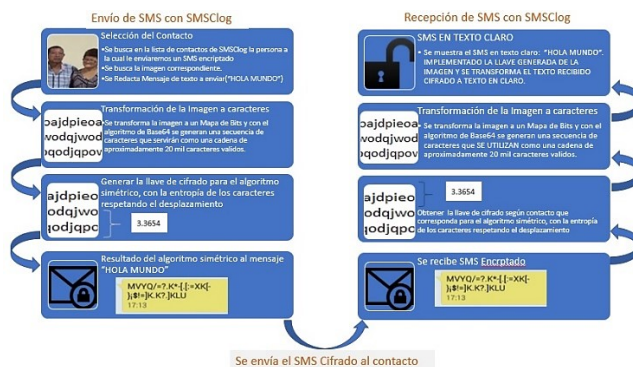 Envío de SMS con SMSClog
Selección del Contacto
•Se busca en la lista de contactos de SMSClog la persona a
la cual le enviaremos un SMS encriptado
•Se busca la imagen correspondiente.
•Se Redacta Mensaje de texto a enviar("HOLA MUNDO")
Transformación de la Imagen a caracteres
•Se transforma la imagen a un Mapa de Bits y con el
algoritmo de Base64 se generan una secuencia de
caracteres que servirán como una cadena de
aproximadamente 20 mil caracteres validos.
oajdpieoa
wodqjwod
qodjqpov
Generar la llave de cifrado para el algoritmo
simétrico, con la entropía de los caracteres
respetando el desplazamiento
ajdpieo
odqjwo
qodjqpc
3.3654
Resultado del algoritmo simétrico al mensaje
"HOLA MUNDO"
MVYQ/=?.K*-[.[;=XK[-
)¡$!=]K.K?.]KLU
17:13
Se envía el SMS Cifrado al contacto
Recepción de SMS con SMSClog
SMS EN TEXTO CLARO
• Se muestra el SMS en texto claro: "HOLA MUNDO".
IMPLEMENTADO LA LLAVE GENERADA DE LA
IMAGEN Y SE TRANSFORMA EL TEXTO RECIBIDO
CIFRADO A TEXTO EN CLARO.
Transformación de la Imagen a caracteres
• Se transforma la imagen a un Mapa de Bits y con el
algoritmo de Base64 se generan una secuencia de
caracteres que SE UTILIZAN como una cadena de
aproximadamente 20 mil caracteres validos.
oajdpieoa
wodqjwod
qodjqpov
ajdpieo
odqjwo
qodjqpc
3.3654
Obtener la llave de cifrado según contacto que
corresponda para el algoritmo simétrico, con la entropía
de los caracteres respetando el desplazamiento
Se recibe SMS Encrptado
MVYQ/=?.K*-[.[;=XK[-
)¡$!=]K.K?.]KLU
17:13